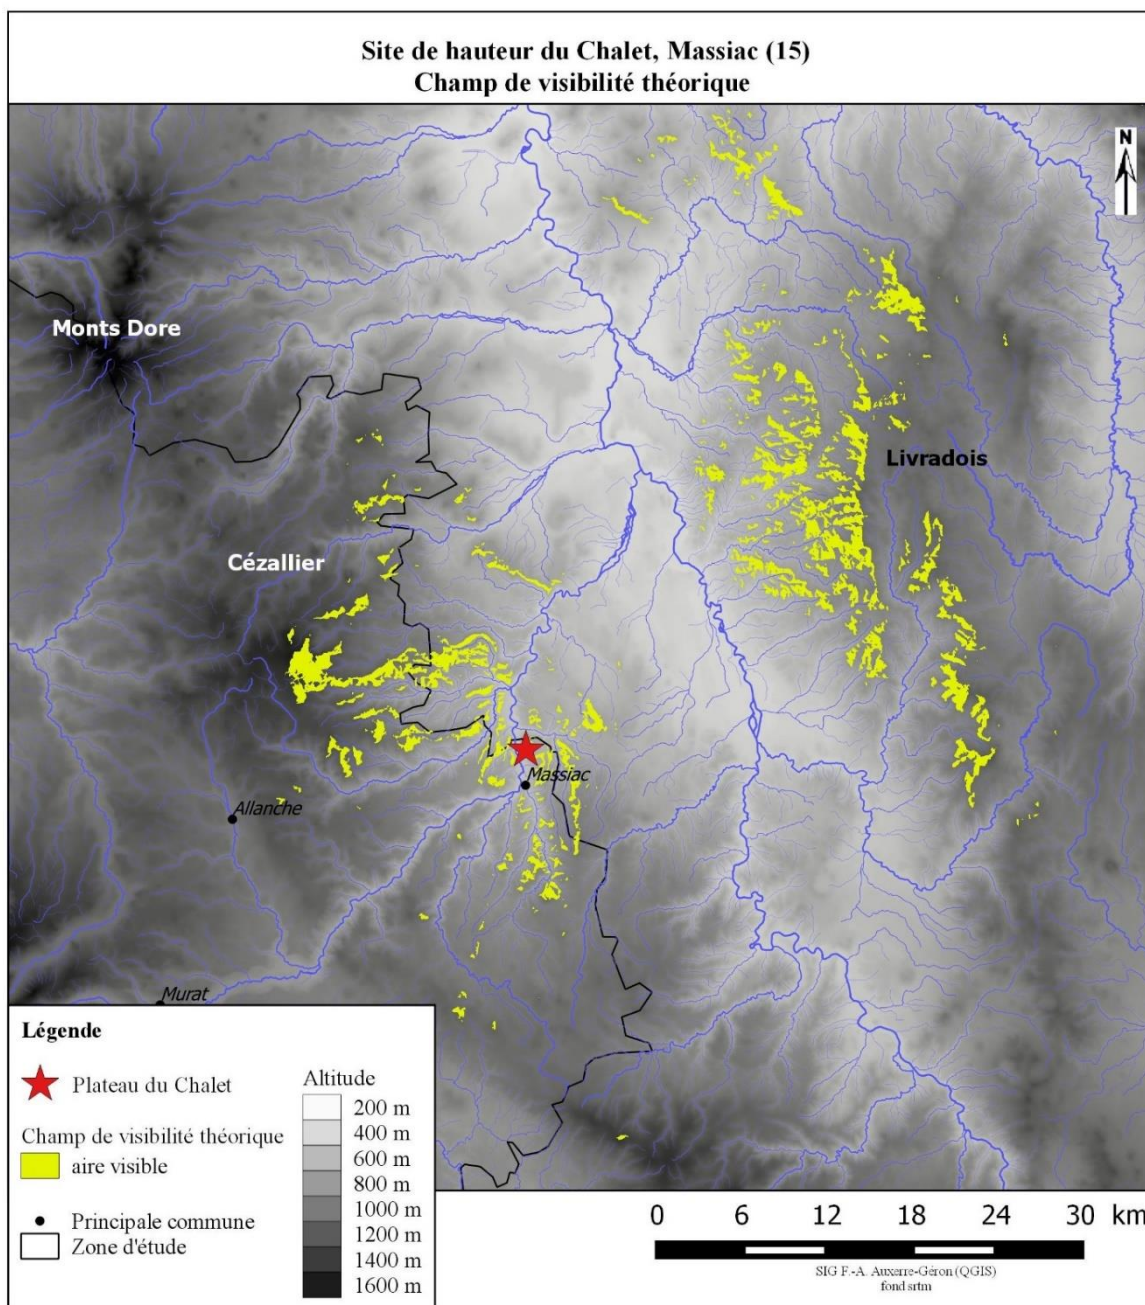 Site de hauteur du Chalet, Massiac (15)
Champ de visibilité théorique
N
Monts Dore
Livradois
Cézallier
Massiac
Allanche
Murat
Légende
Plateau du Chalet
Champ de visibilité théorique
aire visible
Principale commune
Zone d'étude
Altitude
200 m
400 m
600 m
800 m
1000 m
1200 m
1400 m
1600 m
0 6 12 18 24 30 km
SIG F.-A. Auxerre-Géron (QGIS)
fond srtm